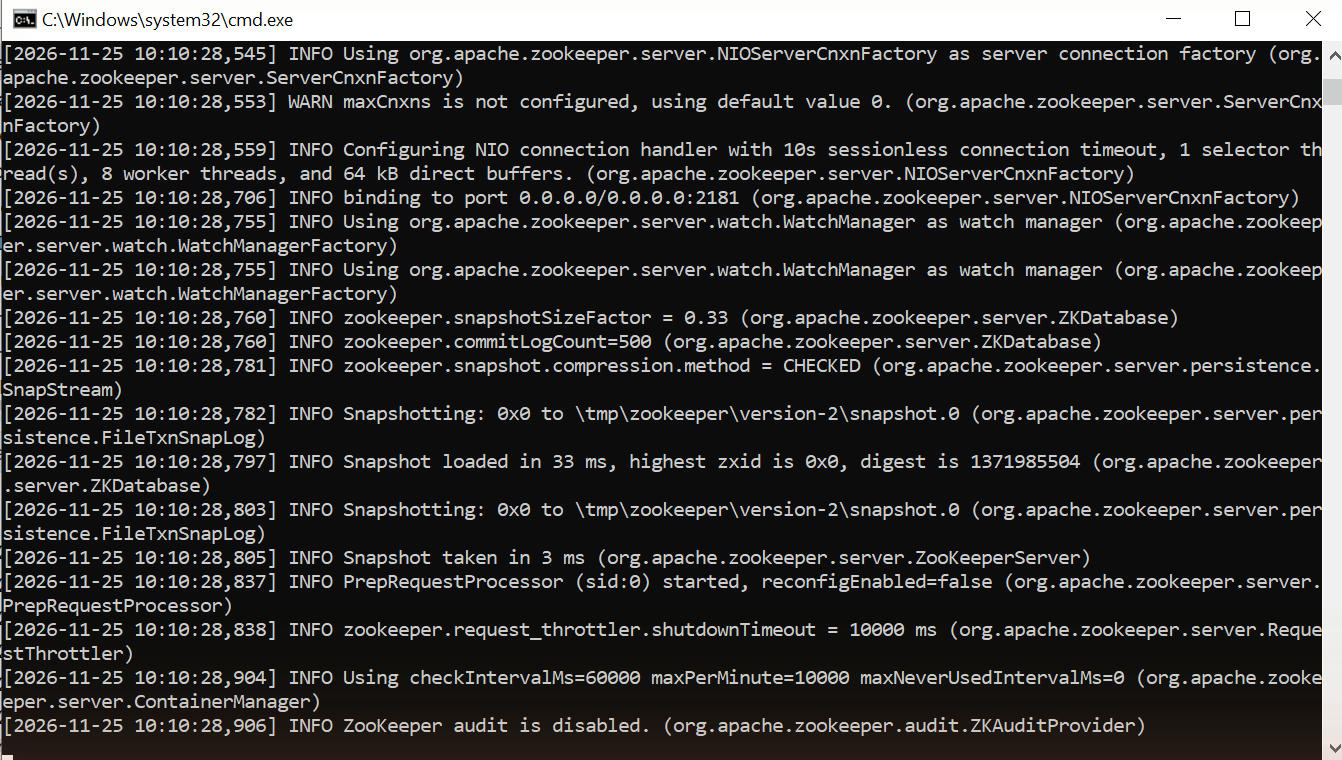 C:\Windows\system32\cmd.exe
[2026-11-25 10:10:28,545] INFO Using org.apache.zookeeper.server.NIOServerCnxnFactory as server connection factory (org.
apache.zookeeper.server.ServerCnxnFactory)
[2026-11-25 10:10:28,553] WARN maxCnxns is not configured, using default value 0. (org.apache.zookeeper.server.ServerCnx
nFactory)
[2026-11-25 10:10:28,559] INFO Configuring NIO connection handler with 10s sessionless connection timeout, 1 selector th
read(s), 8 worker threads, and 64 kB direct buffers. (org.apache.zookeeper.server.NIOServerCnxnFactory)
[2026-11-25 10:10:28,706] INFO binding to port 0.0.0.0/0.0.0.0:2181 (org.apache.zookeeper.server.NIOServerCnxnFactory)
[2026-11-25 10:10:28,755] INFO Using org.apache.zookeeper.server.watch.WatchManager as watch manager (org.apache.zookeep
er.server.watch.WatchManagerFactory)
[2026-11-25 10:10:28,755] INFO Using org.apache.zookeeper.server.watch.WatchManager as watch manager (org.apache.zookeep
er.server.watch.WatchManagerFactory)
[2026-11-25 10:10:28,760] INFO zookeeper.snapshotSizeFactor = 0.33 (org.apache.zookeeper.server.ZKDatabase)
[2026-11-25 10:10:28,760] INFO zookeeper.commitLogCount=500 (org.apache.zookeeper.server.ZKDatabase)
[2026-11-25 10:10:28,781] INFO zookeeper.snapshot.compression.method = CHECKED (org.apache.zookeeper.server.persistence.
SnapStream)
[2026-11-25 10:10:28,782] INFO Snapshotting: 0x0 to \tmp\zookeeper\version-2\snapshot.0 (org.apache.zookeeper.server.per
sistence.FileTxnSnapLog)
[2026-11-25 10:10:28,797] INFO Snapshot loaded in 33 ms, highest zxid is 0x0, digest is 1371985504 (org.apache.zookeeper
.server.ZKDatabase)
[2026-11-25 10:10:28,803] INFO Snapshotting: 0x0 to \tmp\zookeeper\version-2\snapshot.0 (org.apache.zookeeper.server.per
sistence.FileTxnSnapLog)
[2026-11-25 10:10:28,805] INFO Snapshot taken in 3 ms (org.apache.zookeeper.server.ZooKeeperServer)
[2026-11-25 10:10:28,837] INFO PrepRequestProcessor (sid:0) started, reconfigEnabled=false (org.apache.zookeeper.server.
PrepRequestProcessor)
[2026-11-25 10:10:28,838] INFO zookeeper.request_throttler.shutdownTimeout = 10000 ms (org.apache.zookeeper.server.Reque
stThrottler)
[2026-11-25 10:10:28,904] INFO Using checkIntervalMs=60000 maxPerMinute=10000 maxNeverUsedIntervalMs=0 (org.apache.zooke
eper.server.ContainerManager)
[2026-11-25 10:10:28,906] INFO ZooKeeper audit is disabled. (org.apache.zookeeper.audit.ZKAuditProvider)